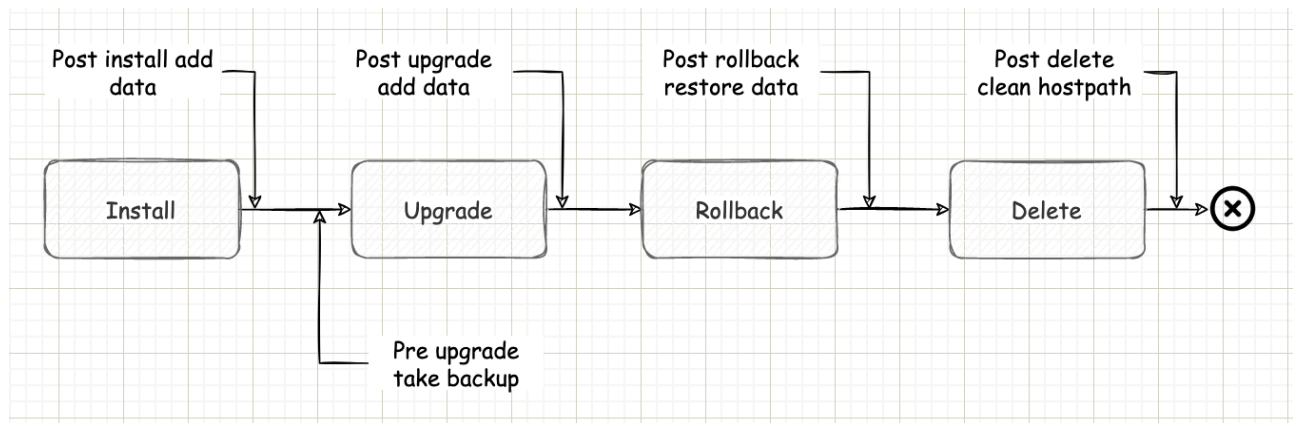 Post install add
data
Post upgrade
add data
Post rollback
restore data
Post delete
clean hostpath
Install
Upgrade
Rollback
Delete
Pre upgrade
take backup